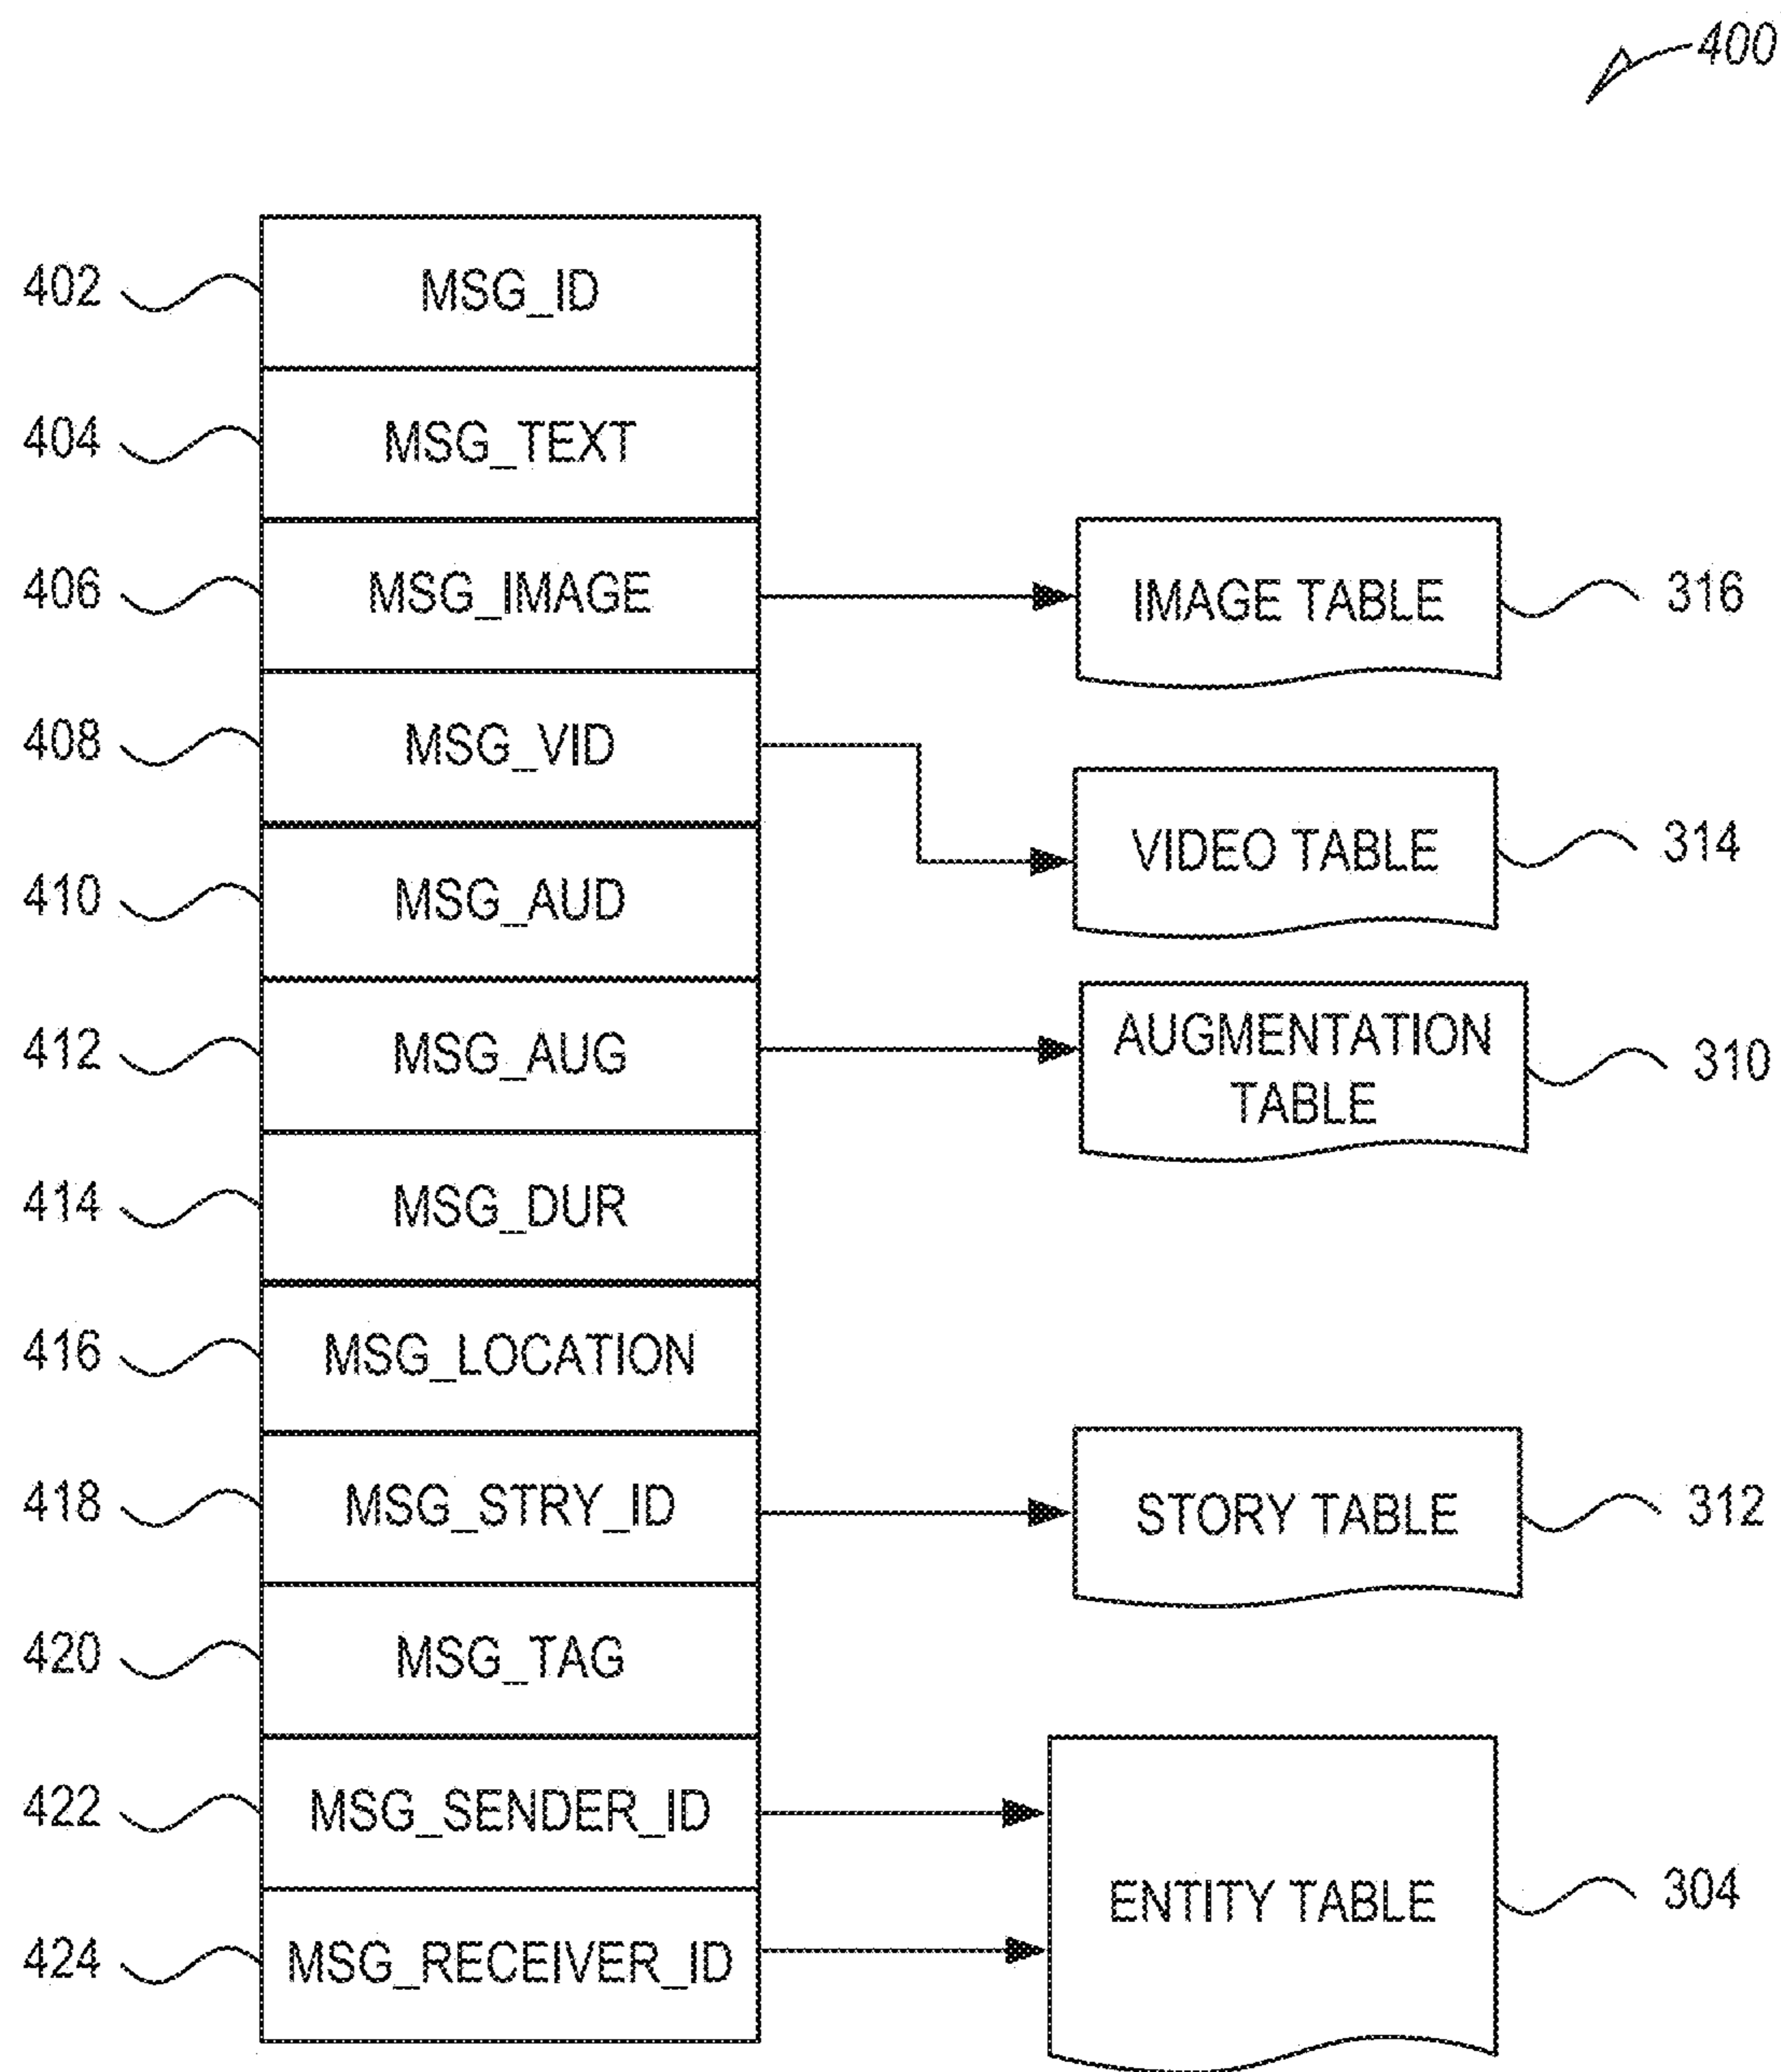 400
402 MSG_ID
404 MSG_TEXT
406 MSG_IMAGE IMAGE TABLE 316
408 MSG_VID VIDEO TABLE 314
410 MSG_AUD
412 MSG_AUG AUGMENTATION TABLE 310
414 MSG_DUR
416 MSG_LOCATION
418 MSG_STRY_ID STORY TABLE 312
420 MSG_TAG
422 MSG_SENDER_ID
ENTITY TABLE 304
424 MSG_RECEIVER_ID